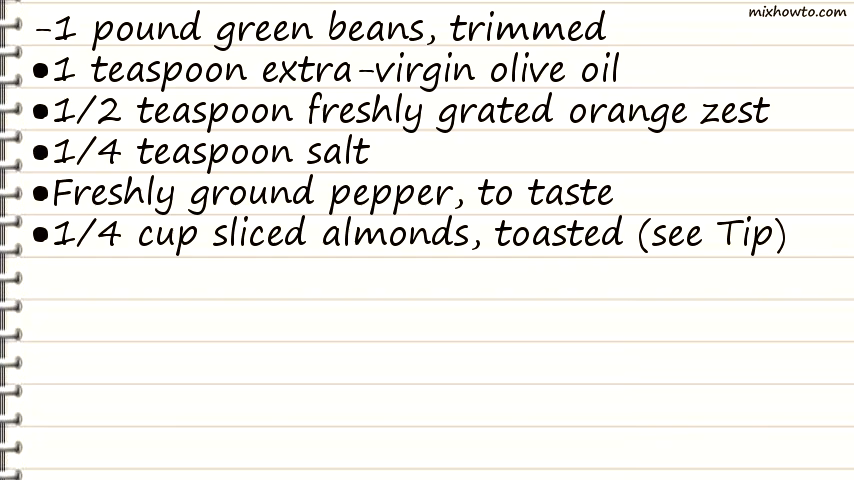 mixhowto.com
-1 pound green beans, trimmed
●1 teaspoon extra-virgin olive oil
●1/2 teaspoon freshly grated orange zest
●1/4 teaspoon salt
●Freshly ground pepper, to taste
●1/4 cup sliced almonds, toasted (see Tip)